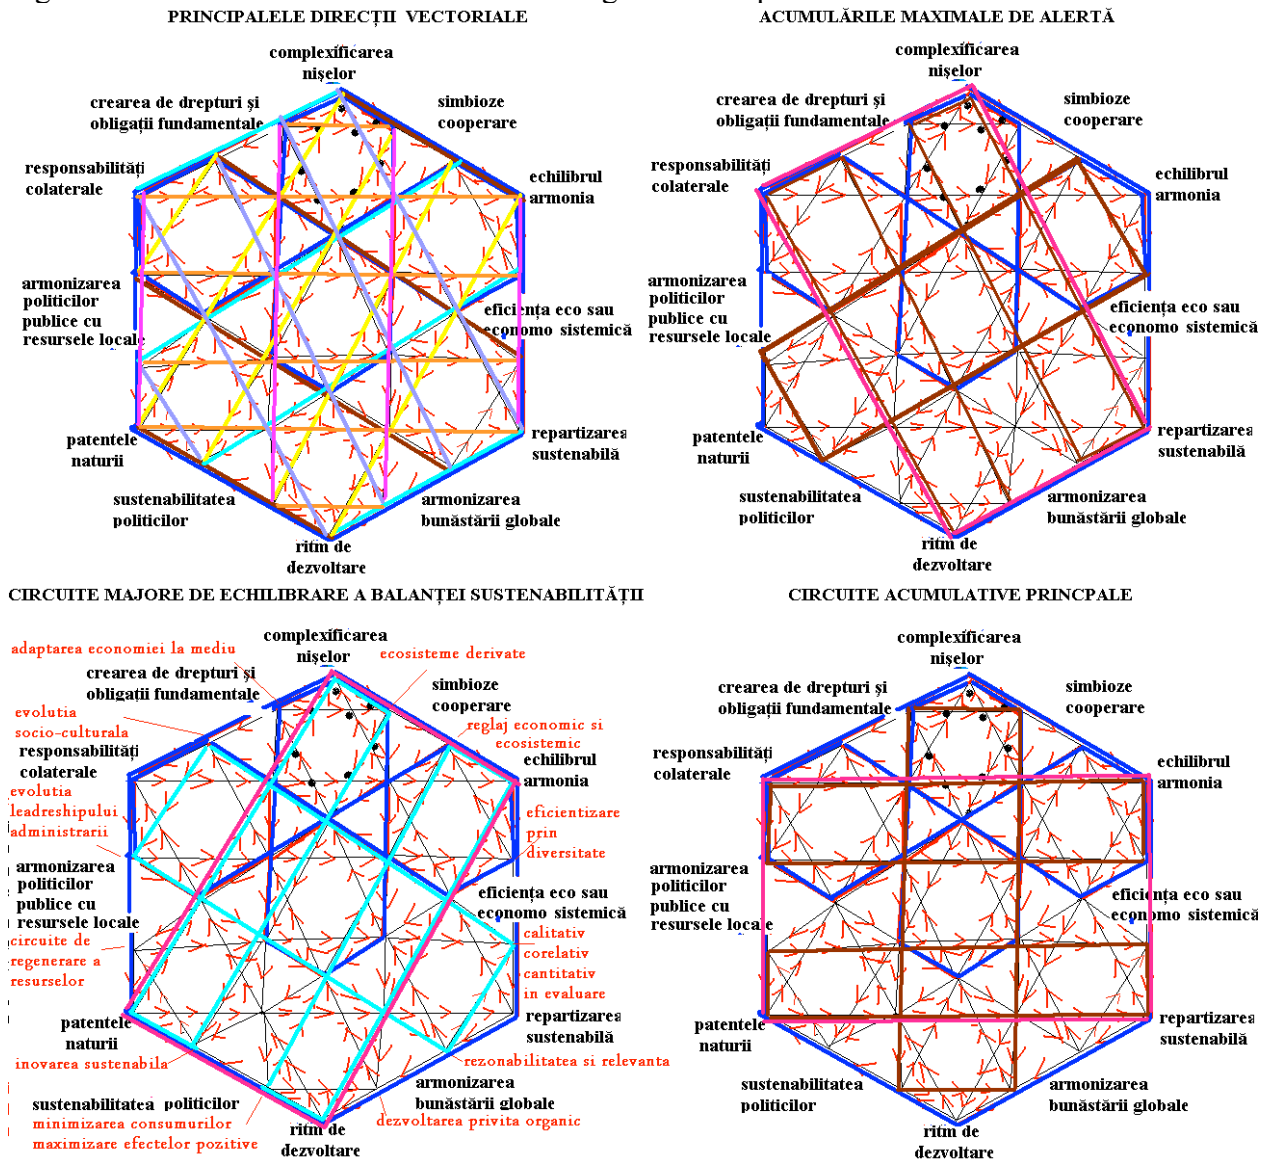 PRINCIPALELE DIRECȚII VECTORIALE
complexificarea
nișelor
crearea de drepturi și
obligații fundamentale
simbioze
cooperare
responsabilități
colaterale
echilibrul
armonia
armonizarea
politicilor
publice cu
resursele locale
eficiența eco sau
economo sistemică
patentele
naturii
repartizarea
sustenabilă
sustenabilitatea
politicilor
armonizarea
bunăstării globale
ritm de
dezvoltare
ACUMULĂRILE MAXIMALE DE ALERTĂ
complexificarea
nișelor
crearea de drepturi și
obligații fundamentale
simbioze
cooperare
responsabilități
colaterale
echilibrul
armonia
armonizarea
politicilor
publice cu
resursele locale
eficiența eco sau
economo sistemică
patentele
naturii
repartizarea
sustenabilă
sustenabilitatea
politicilor
armonizarea
bunăstării globale
ritm de
dezvoltare
CIRCUITE MAJORE DE ECHILIBRARE A BALANȚEI SUSTENABILITĂȚII
complexificarea
nișelor
adaptarea economiei la mediu
ecosisteme derivate
crearea de drepturi și
obligații fundamentale
simbioze
cooperare
evolutia
socio-culturala
reglaj economic si
ecosistemic
responsabilități
colaterale
echilibrul
armonia
evolutia
leadreshipului
administrarii
eficientizare
prin
diversitate
armonizarea
politicilor
publice cu
resursele locale
eficiența eco sau
economo sistemică
circuite de
regenerare a
resurselor
calitativ
corelativ
cantitativ
in evaluare
patentele
naturii
repartizarea
sustenabilă
inovarea sustenabila
rezonabilitatea si relevanta
sustenabilitatea politicilor
armonizarea
bunăstării globale
minimizarea consumurilor
maximizare efectelor pozitive
dezvoltarea privita organic
ritm de
dezvoltare
CIRCUITE ACUMULATIVE PRINCPALE
complexificarea
nișelor
crearea de drepturi și
obligații fundamentale
simbioze
cooperare
responsabilități
colaterale
echilibrul
armonia
armonizarea
politicilor
publice cu
resursele locale
eficiența eco sau
economo sistemică
patentele
naturii
repartizarea
sustenabilă
sustenabilitatea
politicilor
armonizarea
bunăstării globale
ritm de
dezvoltare